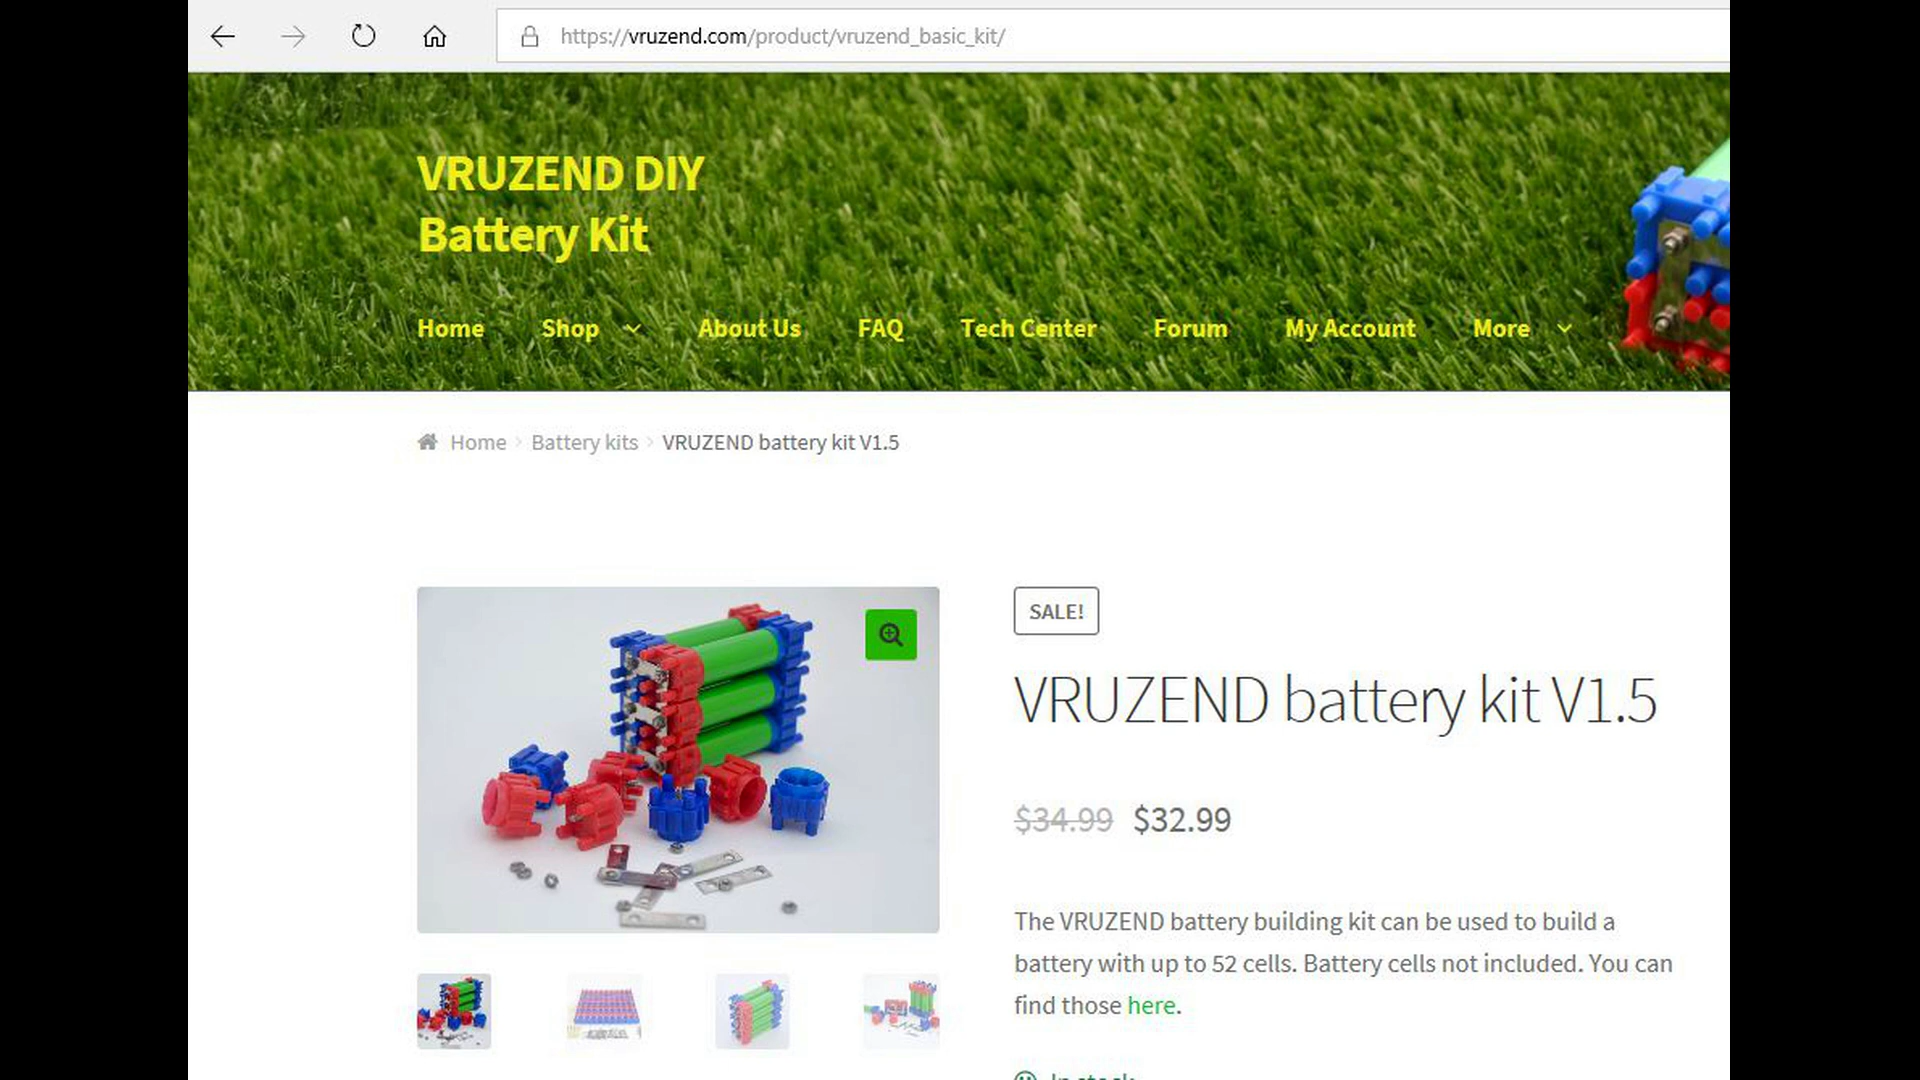 https://vruzend.com/product/vruzend_basic_kit/
VRUZEND DIY
Battery Kit
Home Shop About Us FAQ Tech Center Forum My Account More
Home Battery kits VRUZEND battery kit V1.5
SALE!
VRUZEND battery kit V1.5
$34.99 $32.99
The VRUZEND battery building kit can be used to build a
battery with up to 52 cells. Battery cells not included. You can
find those here.
In stock